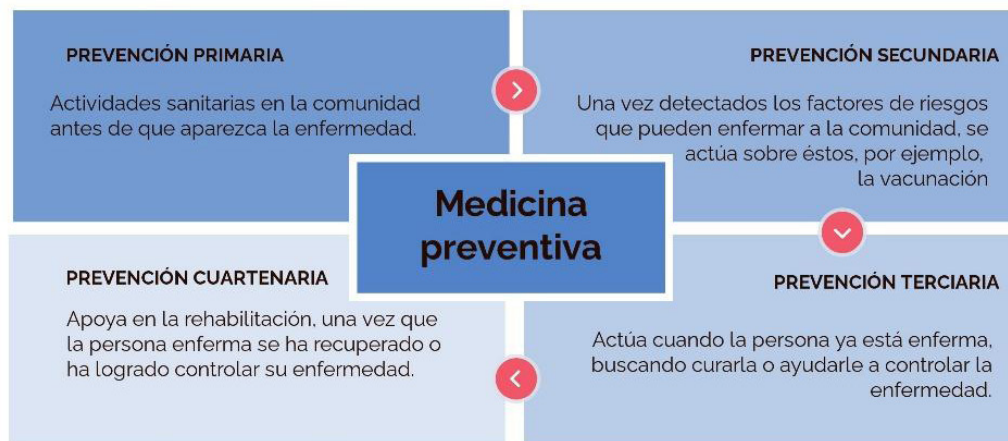 PREVENCIÓN PRIMARIA
Actividades sanitarias en la comunidad
antes de que aparezca la enfermedad.
PREVENCIÓN SECUNDARIA
Una vez detectados los factores de riesgos
que pueden enfermar a la comunidad, se
actúa sobre éstos, por ejemplo,
la vacunación
Medicina
preventiva
PREVENCIÓN CUARTENARIA
Apoya en la rehabilitación, una vez que
la persona enferma se ha recuperado o
ha logrado controlar su enfermedad.
PREVENCIÓN TERCIARIA
Actúa cuando la persona ya está enferma,
buscando curarla o ayudarle a controlar la
enfermedad.